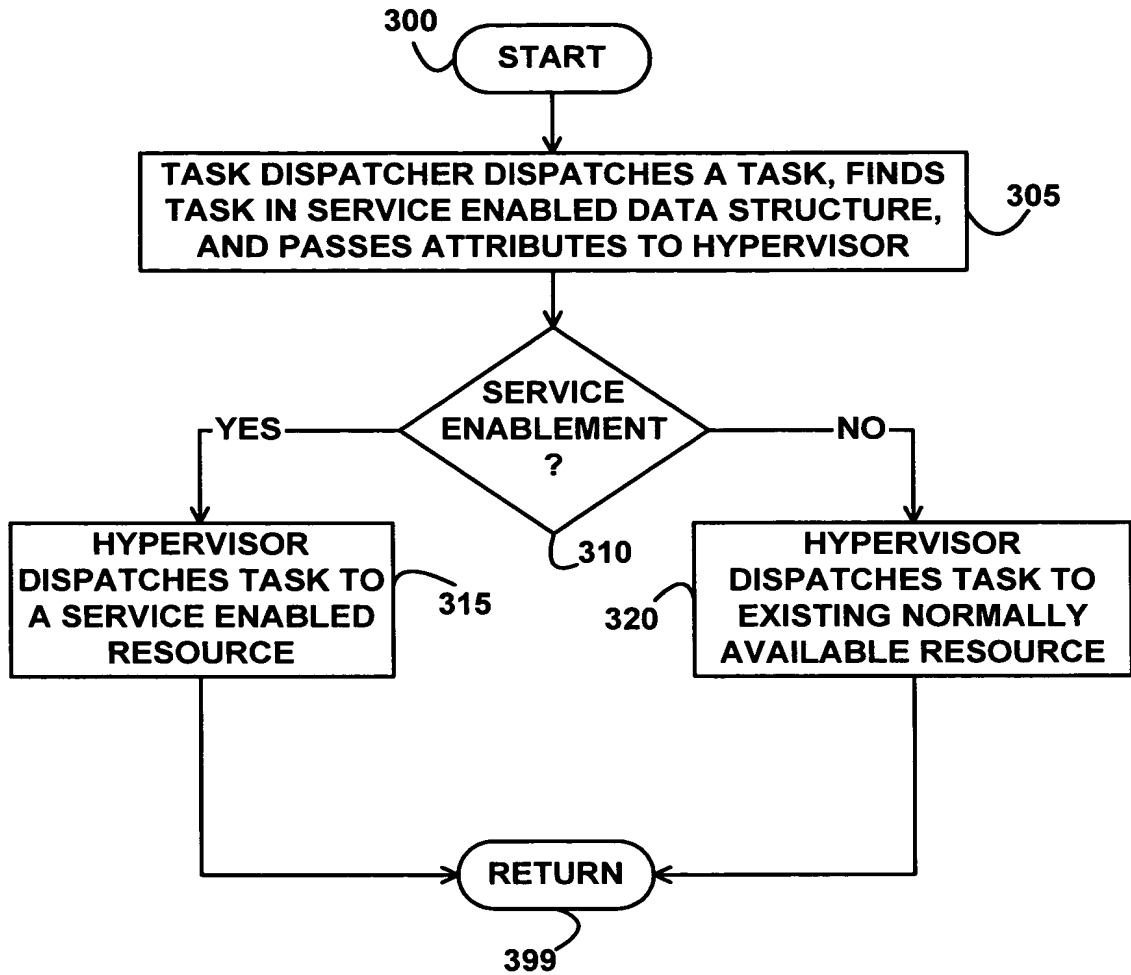 300
START
TASK DISPATCHER DISPATCHES A TASK, FINDS
TASK IN SERVICE ENABLED DATA STRUCTURE,
AND PASSES ATTRIBUTES TO HYPERVISOR
305
SERVICE
ENABLEMENT
?
YES
NO
310
HYPERVISOR
DISPATCHES TASK TO
A SERVICE ENABLED
RESOURCE
315
320
HYPERVISOR
DISPATCHES TASK TO
EXISTING NORMALLY
AVAILABLE RESOURCE
RETURN
399